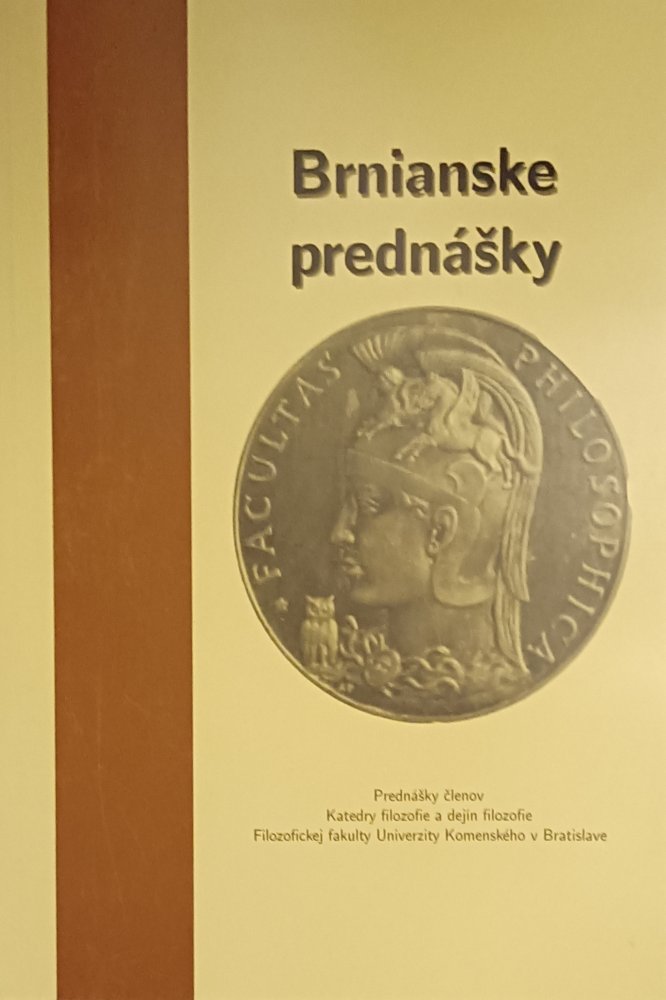 Brnianske
prednášky
* FACULTAS PHILOSOPHICA
Prednášky členov
Katedry filozofie a dejín filozofie
Filozofickej fakulty Univerzity Komenského v Bratislave